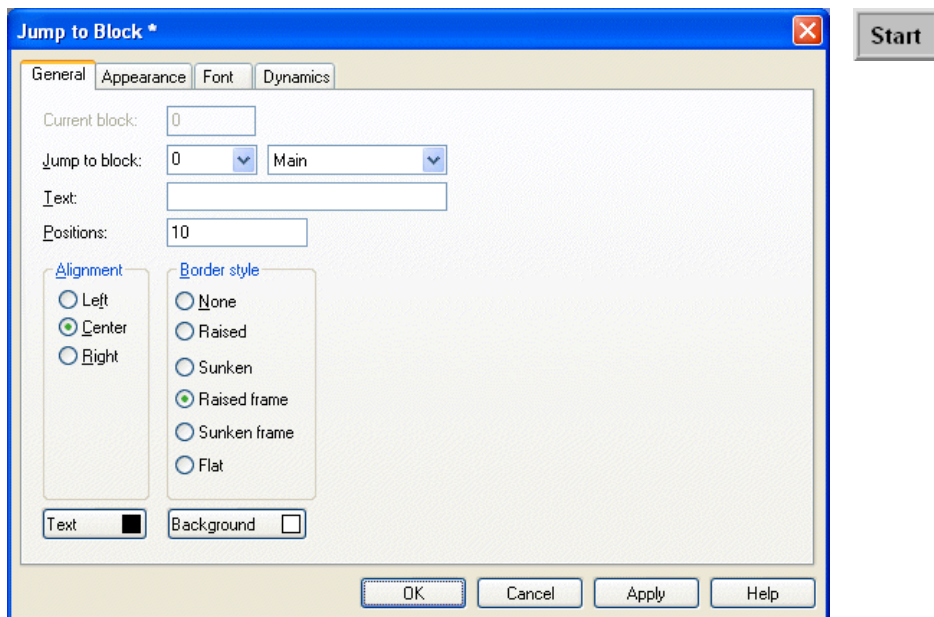 Jump to Block *
Start
General Appearance Font Dynamics
Current block: 0
Jump to block: 0 Main
Text:
Positions: 10
Alignment Border style
Left None
Center Raised
Right Sunken
Raised frame
Sunken frame
Flat
Text Background
OK Cancel Apply Help